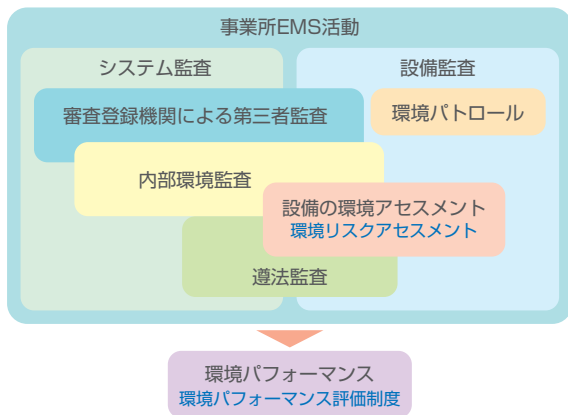 事業所EMS活動
システム監査
設備監査
審査登録機関による第三者監査
環境パトロール
内部環境監査
設備の環境アセスメント
環境リスクアセスメント
遵法監査
環境パフォーマンス
環境パフォーマンス評価制度